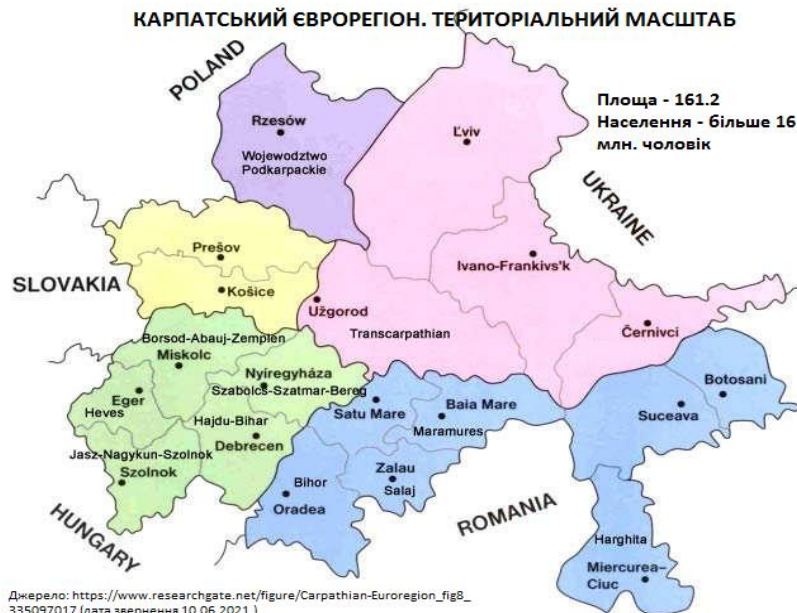 КАРПАТСЬКИЙ ЄВРОРЕГІОН. ТЕРИТОРІАЛЬНИЙ МАСШТАБ
POLAND
Rzesów
Wojewodztwo
Podkarpackie
Ľviv
Площа - 161.2
Населення - більше 16
млн. чоловік
UKRAINE
Prešov
Košice
SLOVAKIA
Ivano-Frankivs'k
Užgorod
Transcarpathian
Černivci
Borsod-Abauj-Zemplen
Miskolc
Nyíregyháza
Szabolcs-Szatmar-Bereg
Eger
Heves
Hajdu-Bihar
Debrecen
Jasz-Nagykun-Szolnok
Szolnok
HUNGARY
Satu Mare
Baia Mare
Maramures
Botosani
Suceava
Bihor
Oradea
Zalau
Salaj
ROMANIA
Harghita
Miercurea-
Ciuc
Джерело: https://www.researchgate.net/figure/Carpathian-Euroregion_fig8_
335097017 (дата звернення 10.06.2021.)